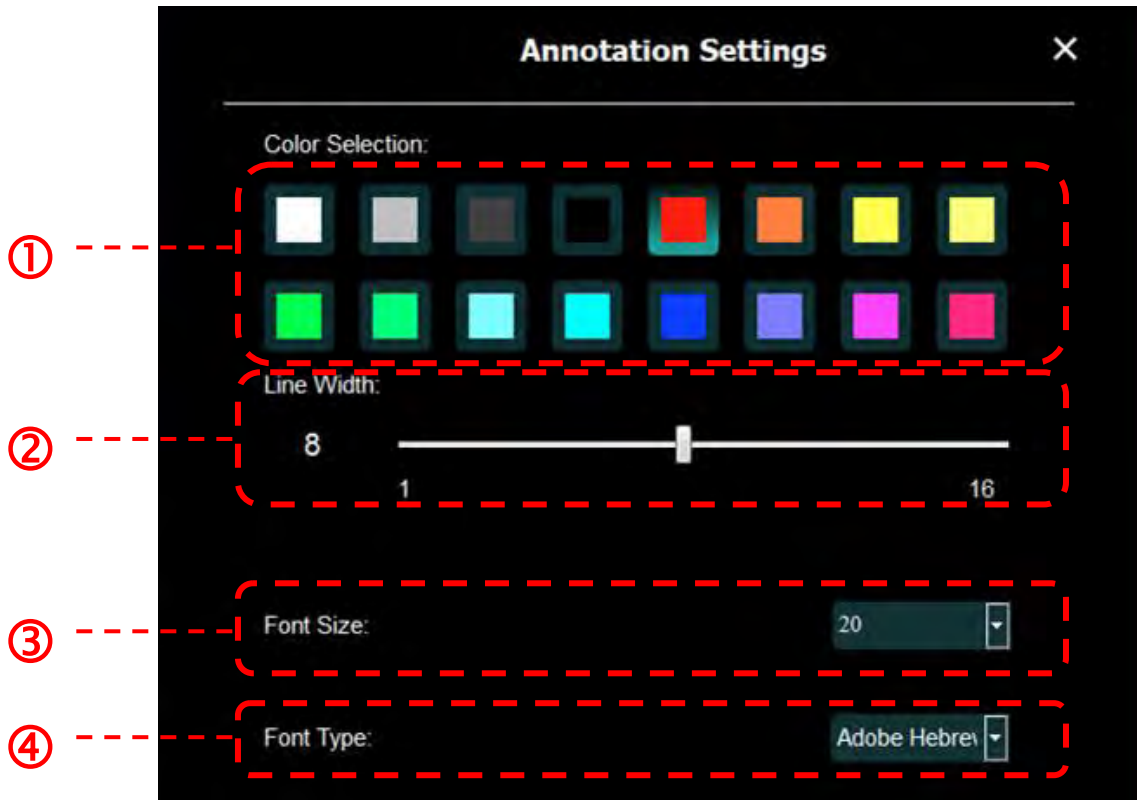 Annotation Settings
Color Selection:
①
Line Width:
② 8
1 16
③ Font Size: 20
④ Font Type: Adobe Hebrew